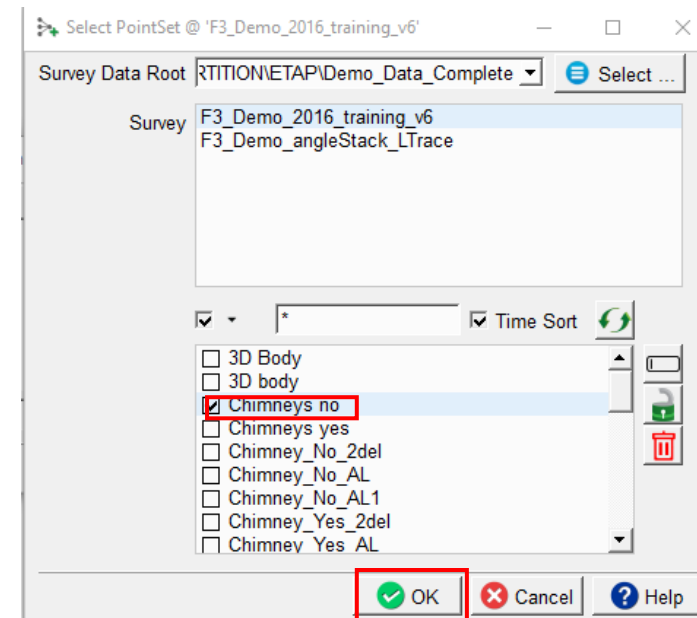 Select PointSet @ 'F3_Demo_2016_training_v6'
Survey Data Root RTITION\ETAP\Demo_Data_Complete Select ...
Survey
F3_Demo_2016_training_v6
F3_Demo_angleStack_LTrace
* Time Sort
3D Body
3D body
Chimneys no
Chimneys yes
Chimney_No_2del
Chimney_No_AL
Chimney_No_AL1
Chimney_Yes_2del
Chimney_Yes_AL
OK Cancel Help